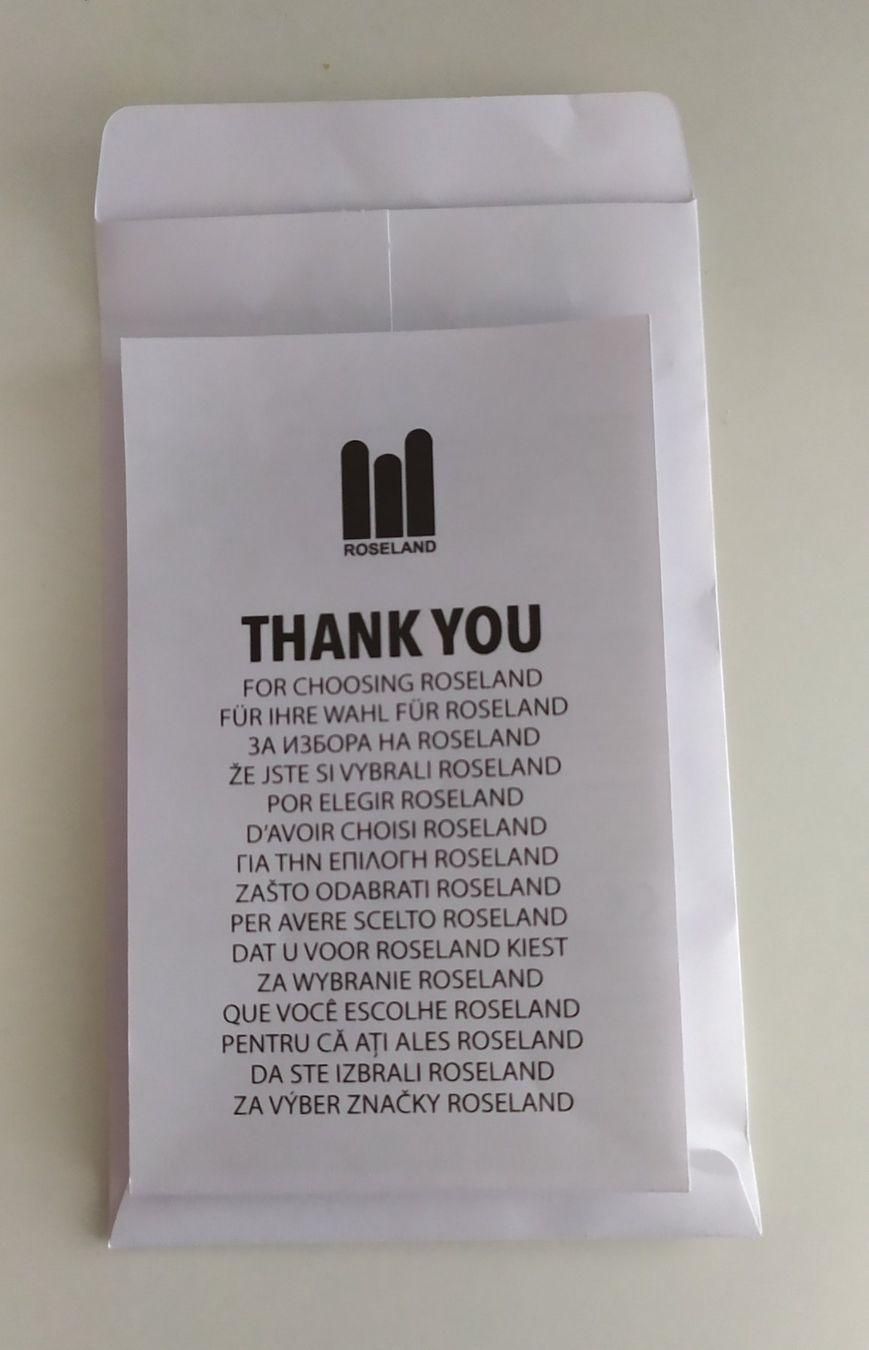 ROSELAND
THANK YOU
FOR CHOOSING ROSELAND
FÜR IHRE WAHL FÜR ROSELAND
ЗА ИЗБОРА НА ROSELAND
ŽE JSTE SI VYBRALI ROSELAND
POR ELEGIR ROSELAND
D'AVOIR CHOISI ROSELAND
ΓΙΑ ΤΗΝ ΕΠΙΛΟΓΗ ROSELAND
ZAŠTO ODABRATI ROSELAND
PER AVERE SCELTO ROSELAND
DAT U VOOR ROSELAND KIEST
ZA WYBRANIE ROSELAND
QUE VOCÊ ESCOLHE ROSELAND
PENTRU CĂ AȚI ALES ROSELAND
DA STE IZBRALI ROSELAND
ZA VÝBER ZNAČKY ROSELAND